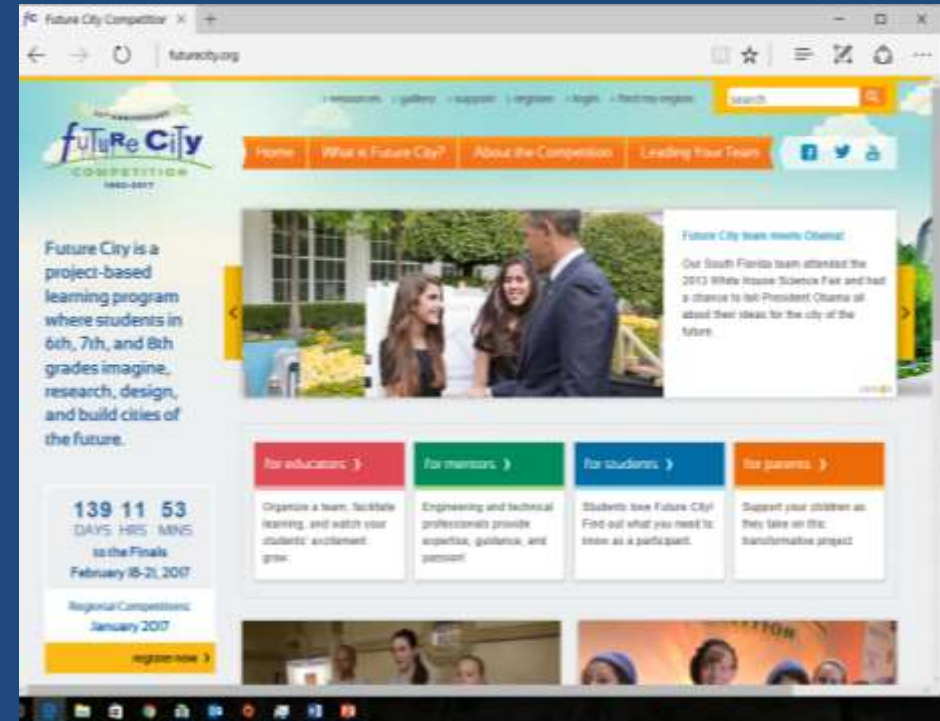 Future City Competition
futurecity.org
resources gallery support register login find my region
search
FUTURE CITY
COMPETITION
1992-2017
Home What is Future City? About the Competition Leading Your Team
Future City is a
project-based
learning program
where students in
6th, 7th, and 8th
grades imagine,
research, design,
and build cities of
the future.
Future City team meets Obama!
Our South Florida team attended the
2013 White House Science Fair and had
a chance to tell President Obama all
about their ideas for the city of the
future.
for educators
Organize a team, facilitate
learning, and watch your
students' excitement
grow.
for mentors
Engineering and technical
professionals provide
expertise, guidance, and
passion!
for students
Students love Future City!
Find out what you need to
know as a participant.
for parents
Support your children as
they take on this
transformative project
139 11 53
DAYS HRS MINS
to the Finals
February 18-21, 2017
Regional Competitions:
January 2017
register now